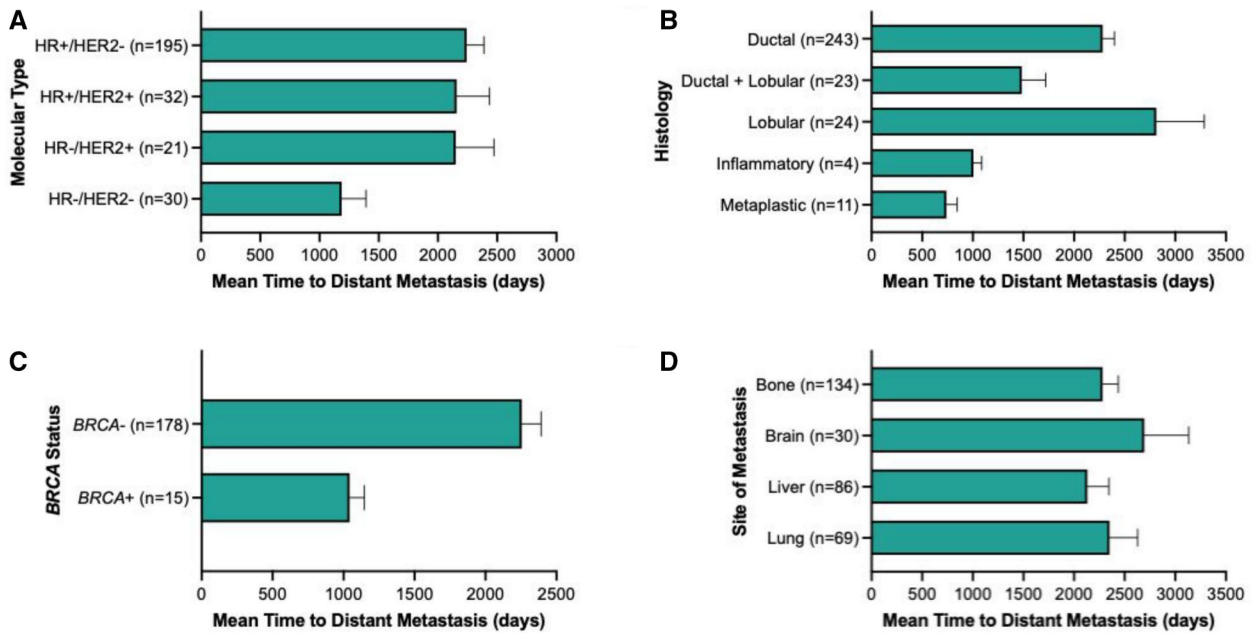 A
Molecular Type
HR+/HER2- (n=195)
HR+/HER2+ (n=32)
HR-/HER2+ (n=21)
HR-/HER2- (n=30)
0 500 1000 1500 2000 2500 3000
Mean Time to Distant Metastasis (days)
B
Histology
Ductal (n=243)
Ductal + Lobular (n=23)
Lobular (n=24)
Inflammatory (n=4)
Metaplastic (n=11)
0 500 1000 1500 2000 2500 3000 3500
Mean Time to Distant Metastasis (days)
C
BRCA Status
BRCA- (n=178)
BRCA+ (n=15)
0 500 1000 1500 2000 2500
Mean Time to Distant Metastasis (days)
D
Site of Metastasis
Bone (n=134)
Brain (n=30)
Liver (n=86)
Lung (n=69)
0 500 1000 1500 2000 2500 3000 3500
Mean Time to Distant Metastasis (days)